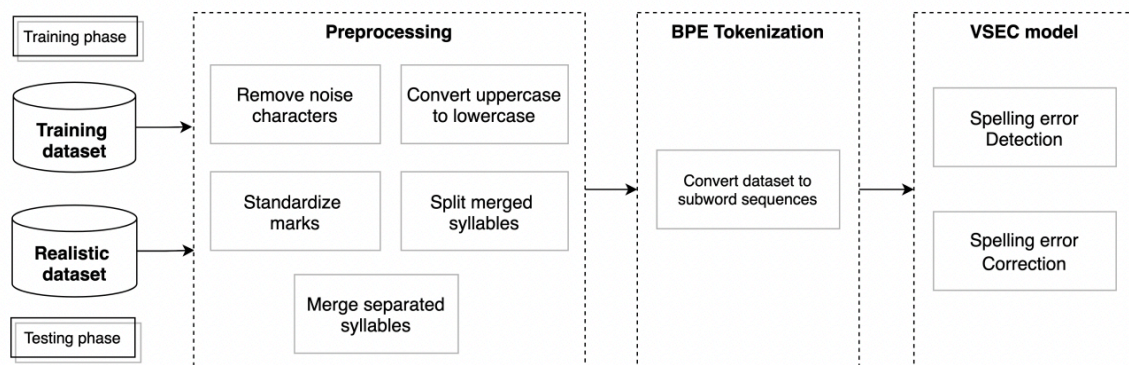 Training phase
Training
dataset
Realistic
dataset
Testing phase
Preprocessing
Remove noise
characters
Convert uppercase
to lowercase
Standardize
marks
Split merged
syllables
Merge separated
syllables
BPE Tokenization
Convert dataset to
subword sequences
VSEC model
Spelling error
Detection
Spelling error
Correction